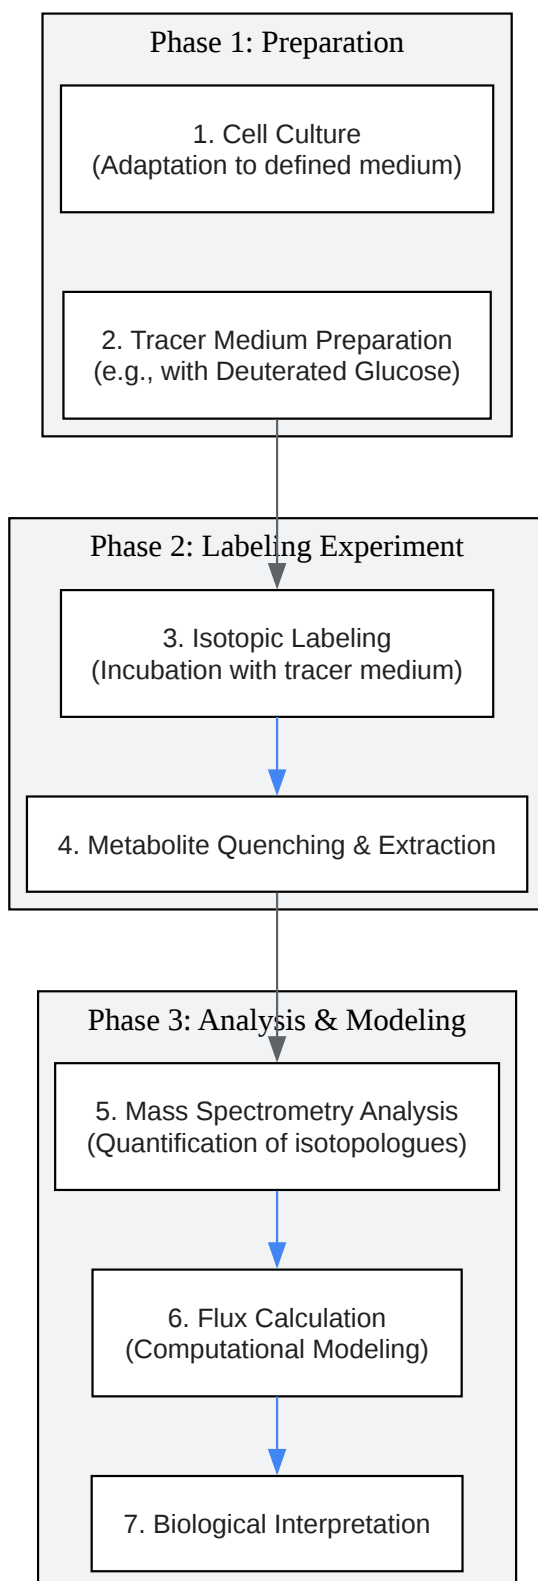 Phase 1: Preparation
1. Cell Culture
(Adaptation to defined medium)
2. Tracer Medium Preparation
(e.g., with Deuterated Glucose)
Phase 2: Labeling Experiment
3. Isotopic Labeling
(Incubation with tracer medium)
4. Metabolite Quenching & Extraction
Phase 3: Analysis & Modeling
5. Mass Spectrometry Analysis
(Quantification of isotopologues)
6. Flux Calculation
(Computational Modeling)
7. Biological Interpretation